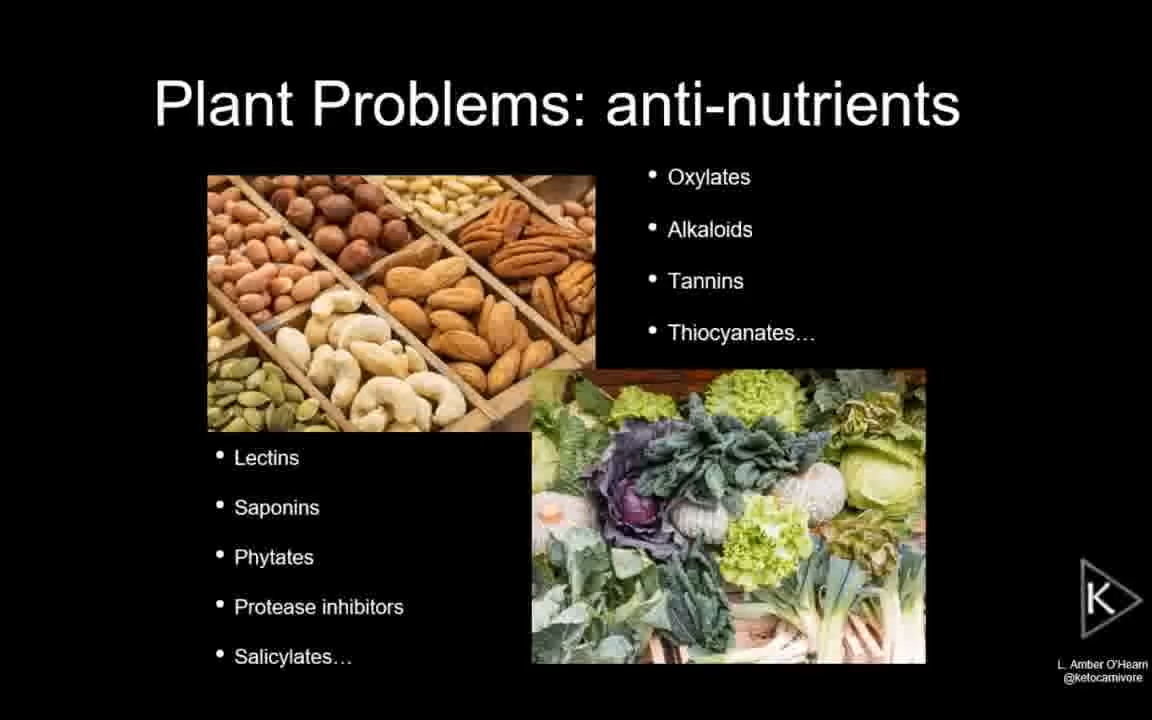 Plant Problems: anti-nutrients
• Oxylates
• Alkaloids
• Tannins
• Thiocyanates…
• Lectins
• Saponins
• Phytates
• Protease inhibitors
• Salicylates…
K
L. Amber O'Hearn
@ketocarnivore